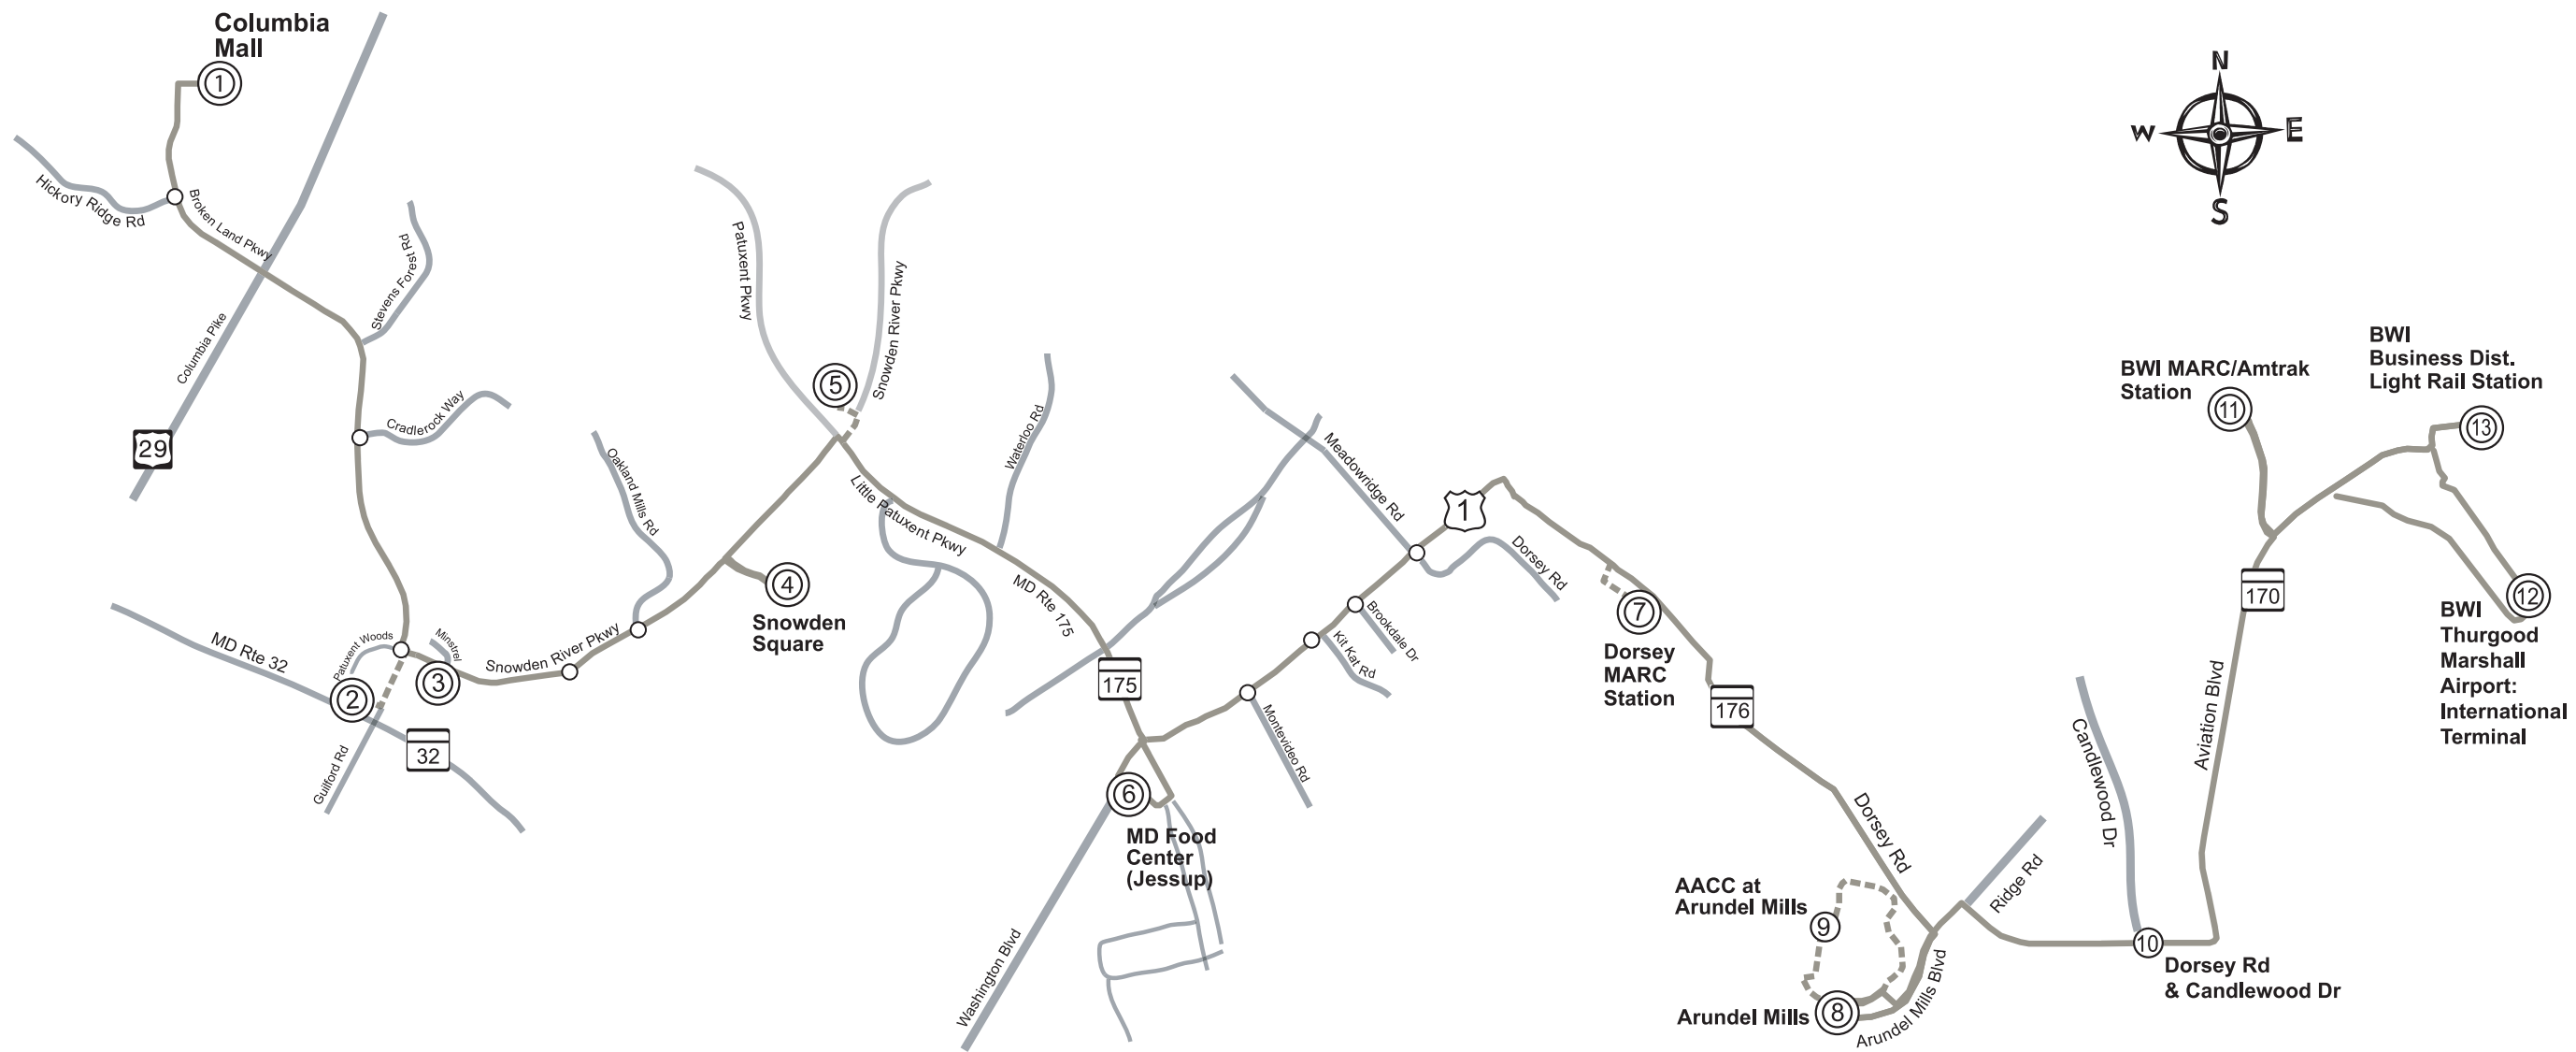 Columbia
Mall
1
Hickory Ridge Rd
Broken Land Pkwy
Stevens Forest Rd
Columbia Pike
29
Cradlerock Way
MD Rte 32
Patuxent Woods
Minstrel
2
3
Guilford Rd
32
Snowden River Pkwy
Oakland Mills Rd
4
Snowden
Square
Patuxent Pkwy
Snowden River Pkwy
5
Little Patuxent Pkwy
Waterloo Rd
MD Rte 175
175
6
MD Food
Center
(Jessup)
Washington Blvd
Montevideo Rd
Kit Kat Rd
Brookdale Dr
Meadowridge Rd
1
Dorsey Rd
7
Dorsey
MARC
Station
176
Dorsey Rd
AACC at
Arundel Mills
9
Arundel Mills
8
Arundel Mills Blvd
Ridge Rd
Candlewood Dr
10
Dorsey Rd
& Candlewood Dr
Aviation Blvd
170
BWI MARC/Amtrak
Station
11
BWI
Business Dist.
Light Rail Station
13
12
BWI
Thurgood
Marshall
Airport:
International
Terminal
N
W
E
S